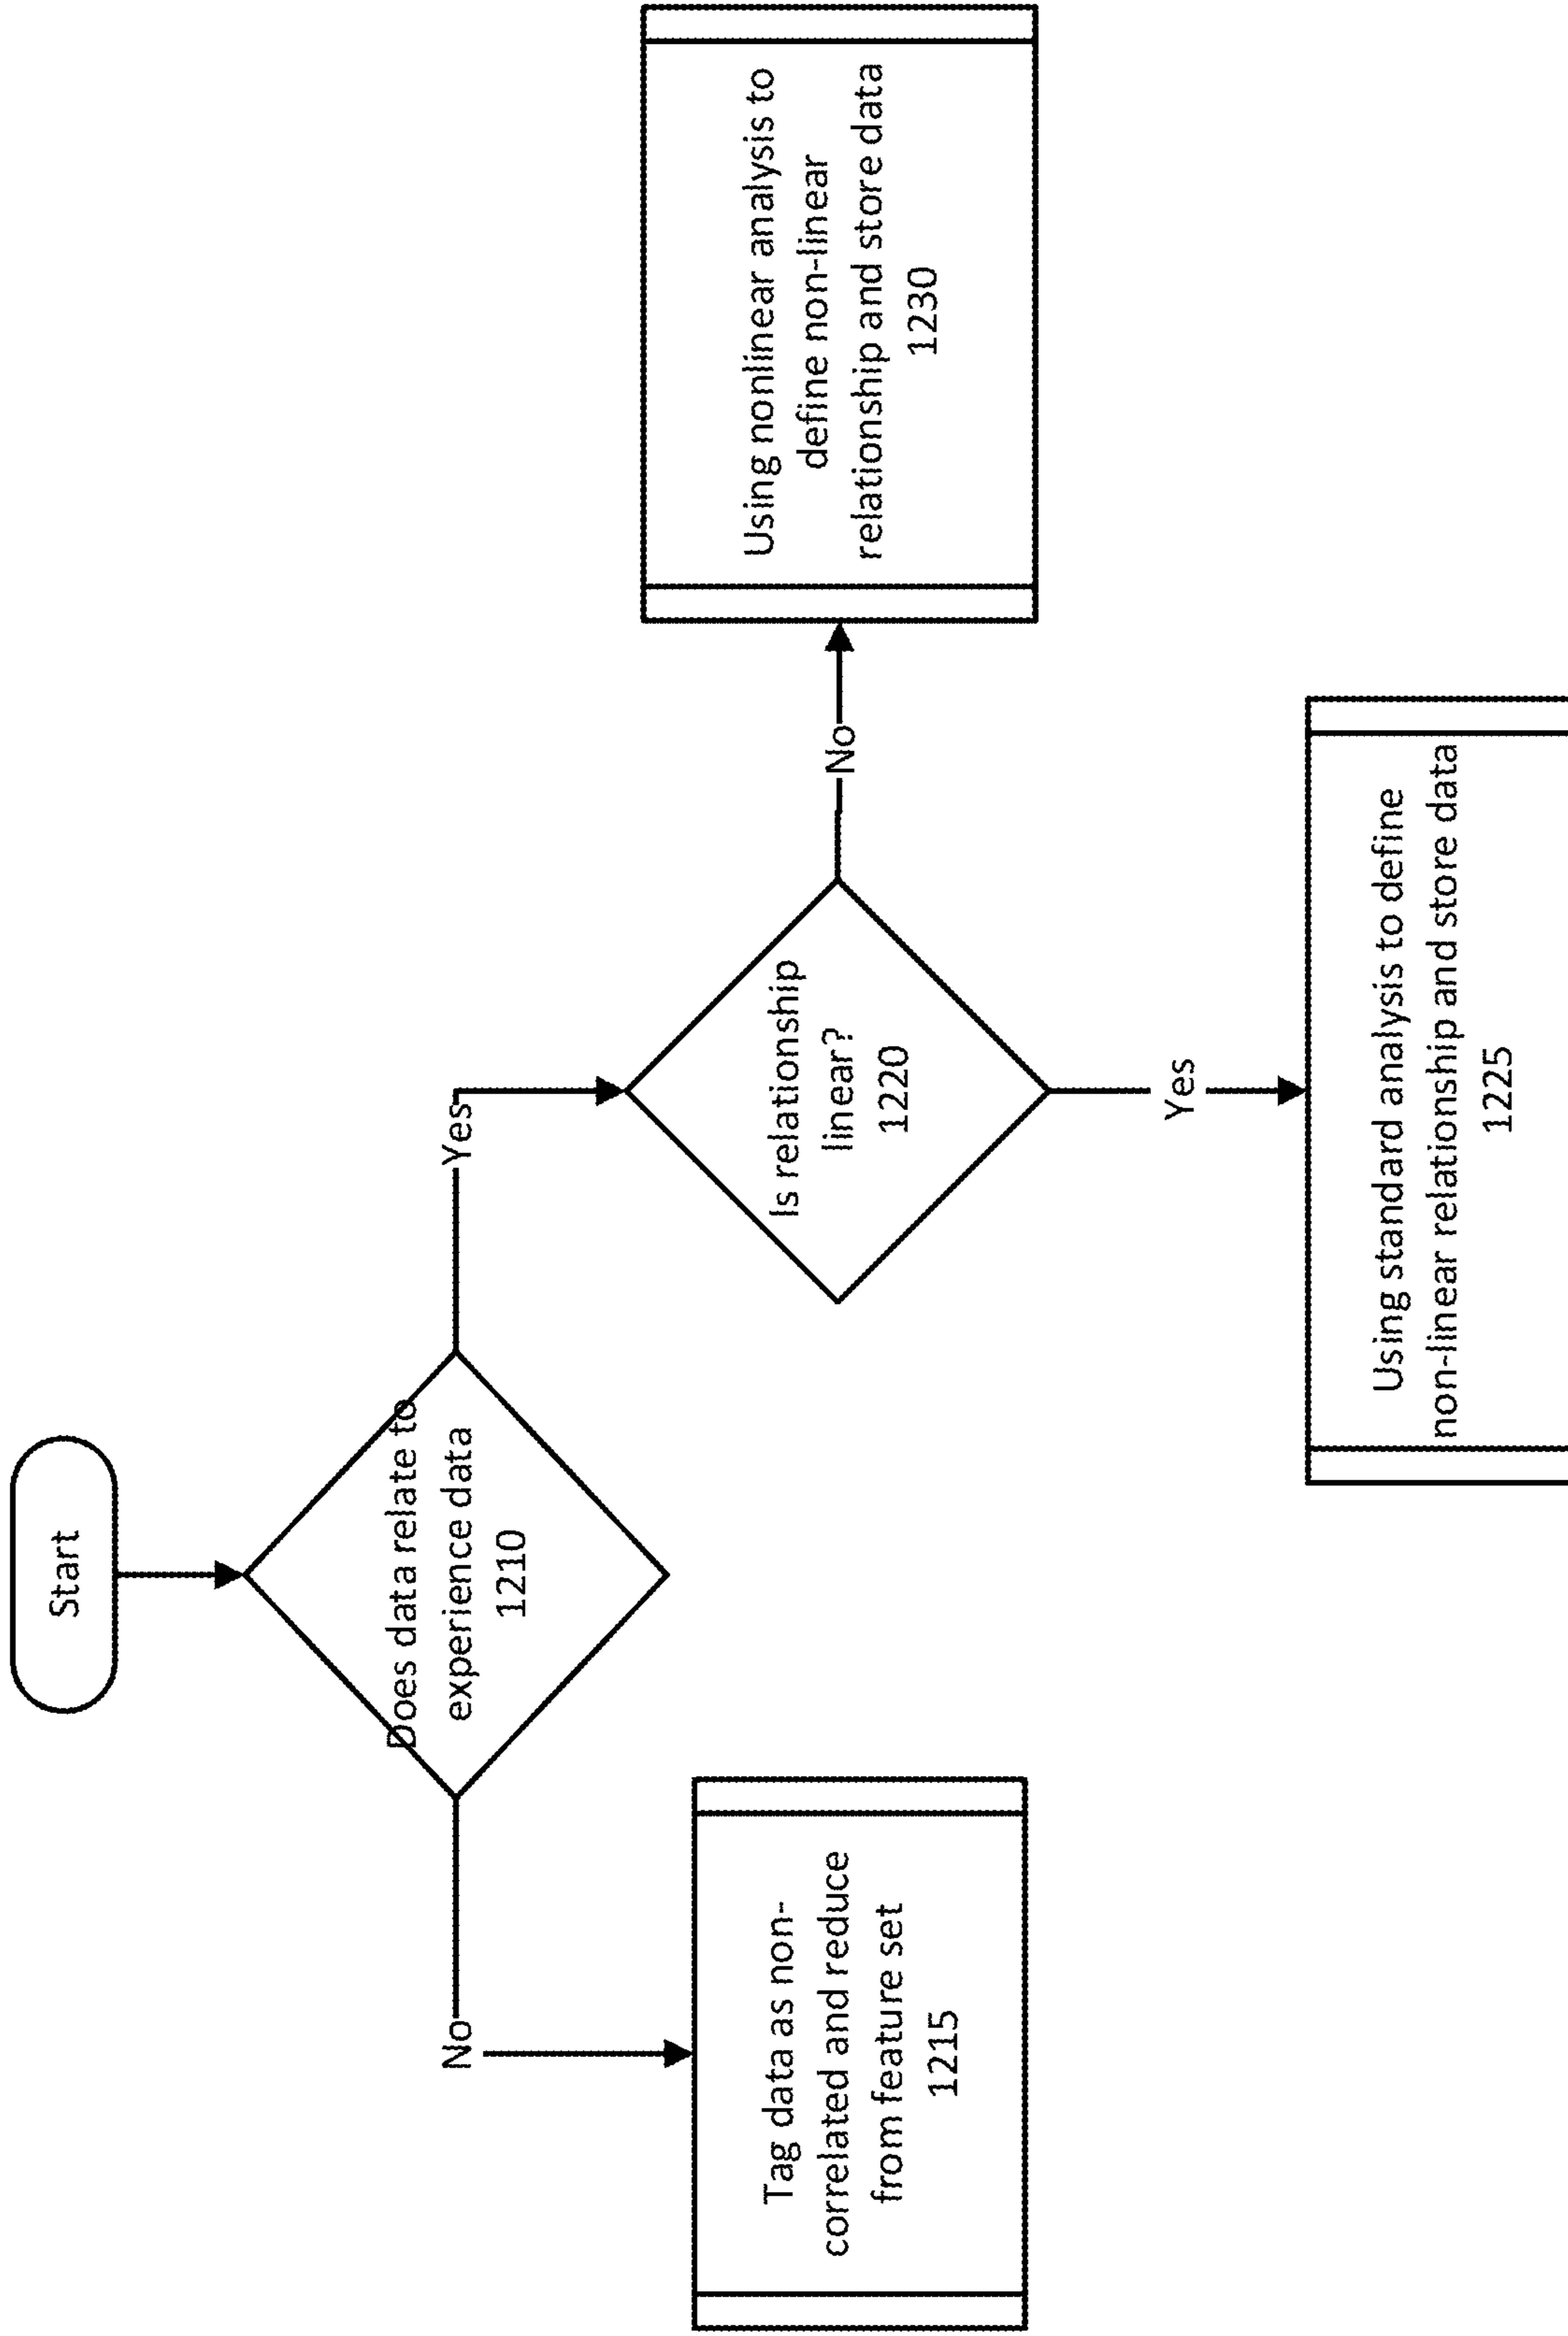 Start
Does data relate to
experience data
1210
No
Yes
Tag data as non-
correlated and reduce
from feature set
1215
Is relationship
linear?
1220
No
Yes
Using nonlinear analysis to
define non-linear
relationship and store data
1230
Using standard analysis to define
non-linear relationship and store data
1225